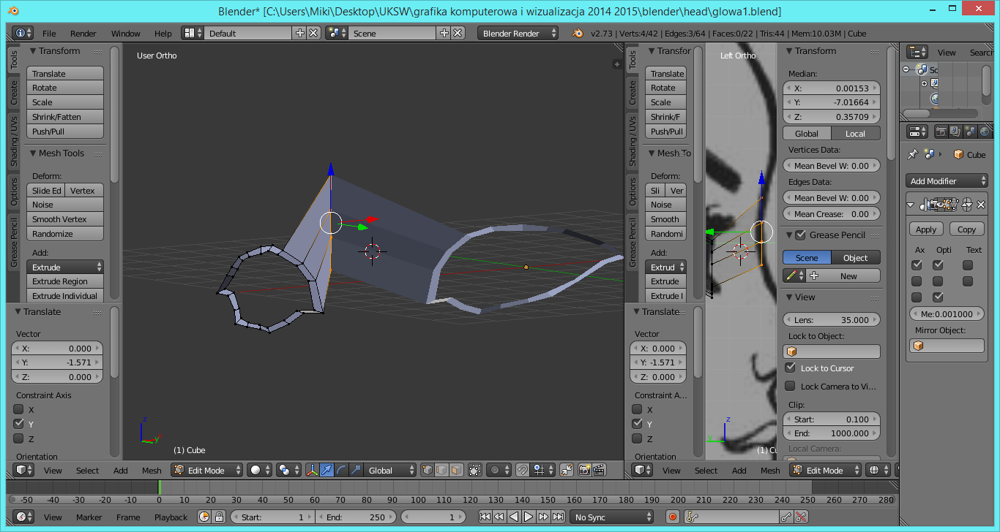 Blender* [C:\Users\Miki\Desktop\UKSW\grafika komputerowa i wizualizacja 2014 2015\blender\head\glowa1.blend]
File Render Window Help Default Scene Blender Render v2.73 | Verts:4/42 | Edges:3/64 | Faces:0/22 | Tris:44 | Mem:10.03M | Cube
Tools
Create
Shading / UVs
Options
Grease Pencil
Transform
Translate
Rotate
Scale
Shrink/Fatten
Push/Pull
Mesh Tools
Deform:
Slide Ed Vertex
Noise
Smooth Vertex
Randomize
Add:
Extrude
Extrude Region
Extrude Individual
Translate
Vector
X: 0.000
Y: -1.571
Z: 0.000
Constraint Axis
X
Y
Z
Orientation
User Ortho
z
y
(1) Cube
View Select Add Mesh Edit Mode Global
Tools
Create
Shading / UVs
Options
Grease Pencil
Transfor
Translate
Rotate
Scale
Shrink/F
Push/Pull
Mesh To
Deform:
Sli Ver
Noise
Smooth
Randomi
Add:
Extrud
Extrude
Extrude I
Translate
Vector
X: 0.000
Y: -1.571
Z: 0.000
Constraint A...
X
Y
Z
Orientation
Left Ortho
z
y
(1) Cu
View Select Add Mesh Edit Mode
Transform
Median:
X: 0.00153
Y: -7.01664
Z: 0.35709
Global Local
Vertices Data:
Mean Bevel W: 0.00
Edges Data:
Mean Bevel W: 0.00
Mean Crease: 0.00
Grease Pencil
Scene Object
New
View
Lens: 35.000
Lock to Object:
Lock to Cursor
Lock Camera to Vi...
Clip:
Start: 0.100
End: 1000.000
Local Camera:
View Search
Sc
Cube
Add Modifier
Apply Copy
Ax Opti Text
Me:0.001000
Mirror Object:
-50 -40 -30 -20 -10 0 10 20 30 40 50 60 70 80 90 100 110 120 130 140 150 160 170 180 190 200 210 220 230 240 250 260 270 280
View Marker Frame Playback Start: 1 End: 250 1 No Sync